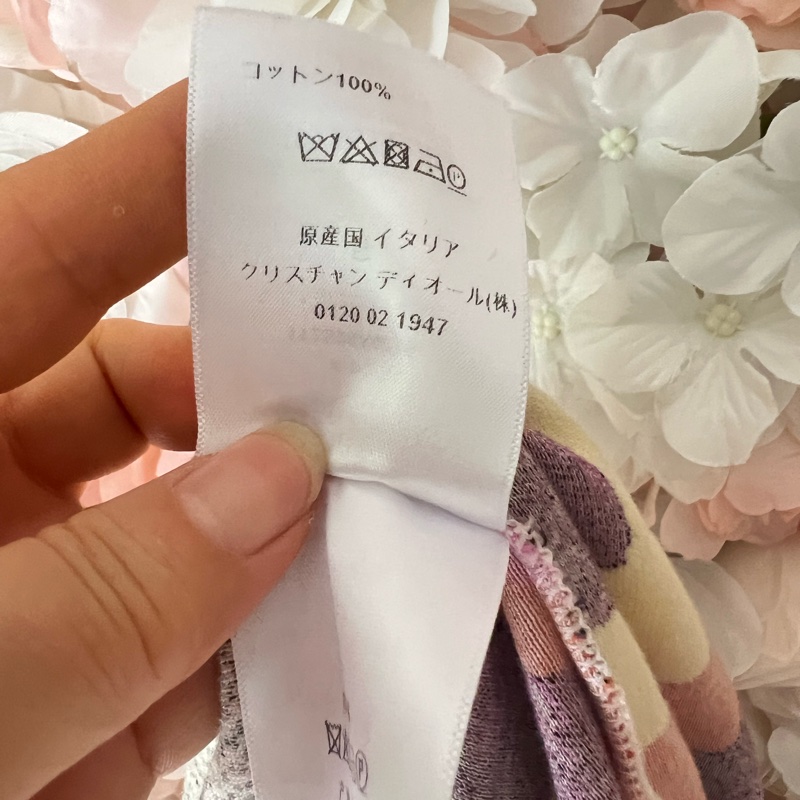 コットン100%
P
原産国 イタリア
クリスチャン ディオール(株)
0120 02 1947
P